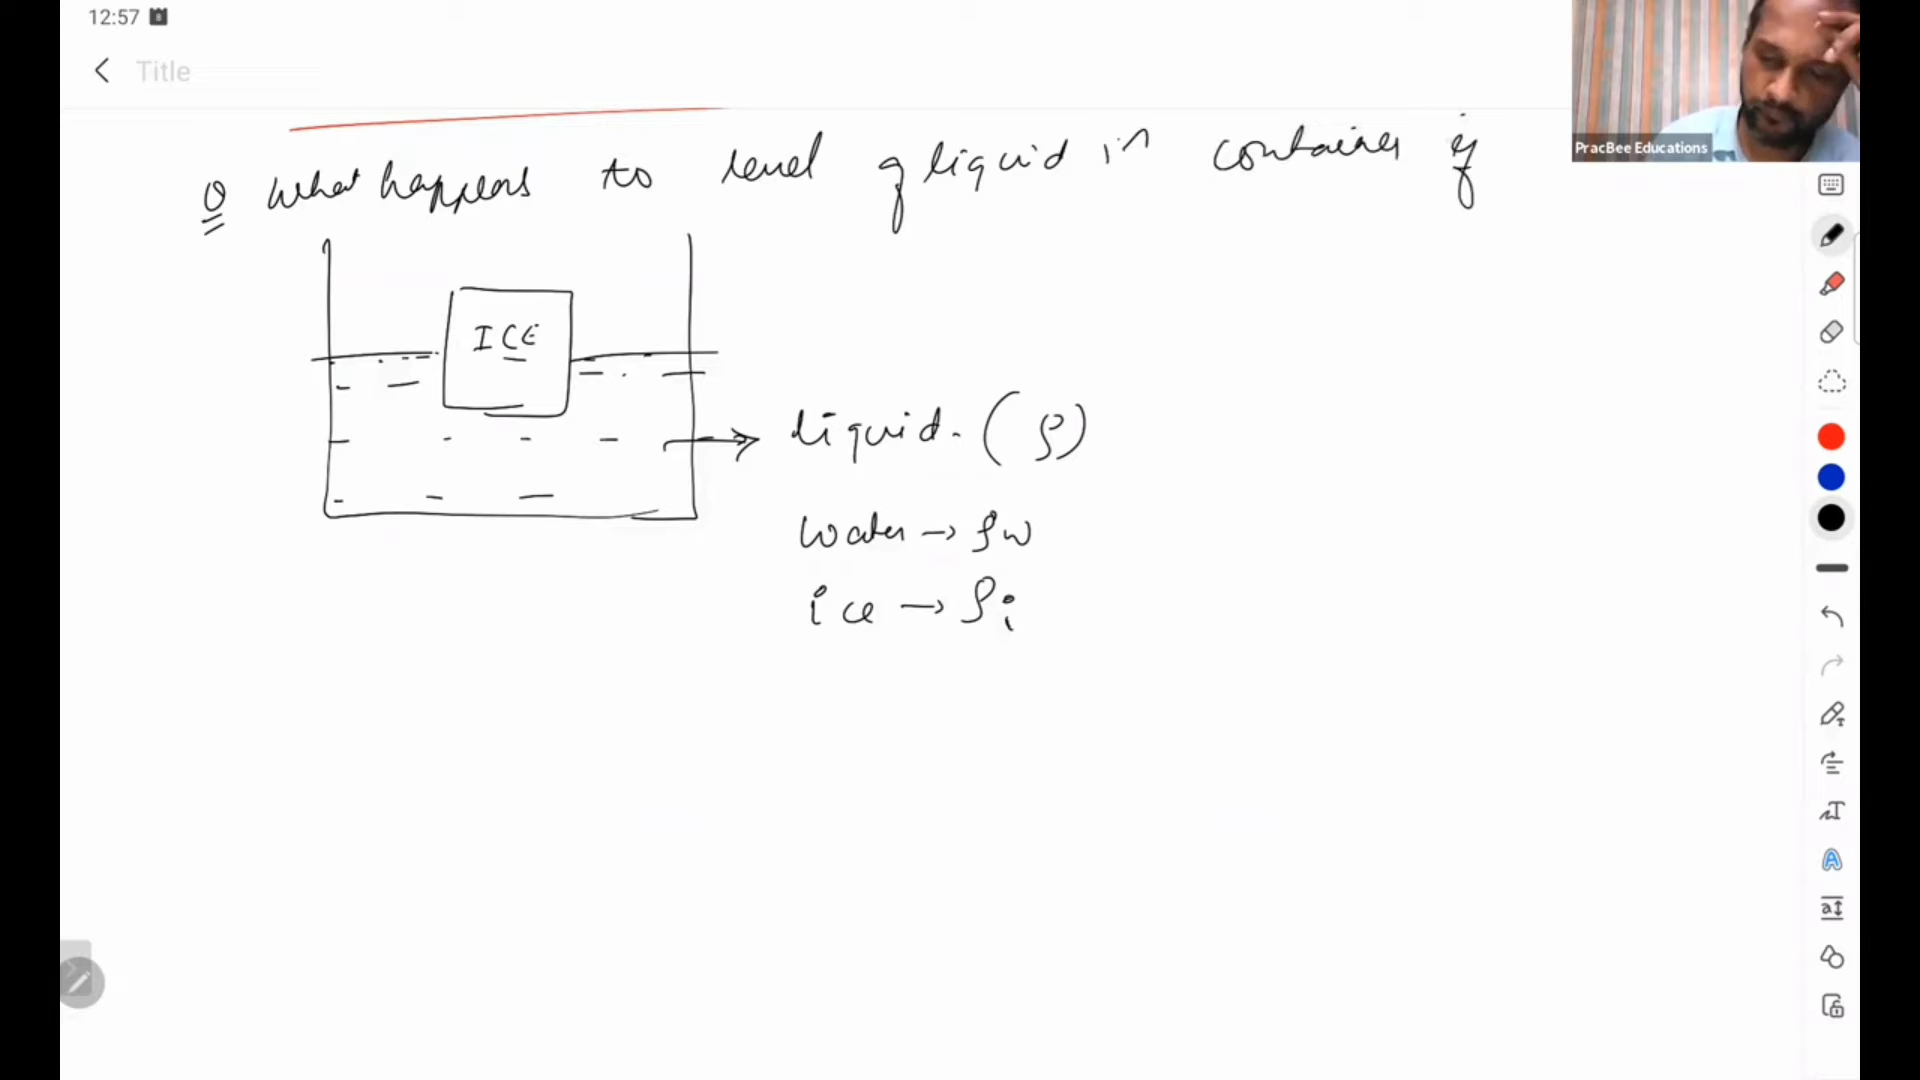 12:57
Title
PracBee Educations
Q What happens to level of liquid in container if
ICE
liquid. (ρ)
water → ρw
ice → ρi